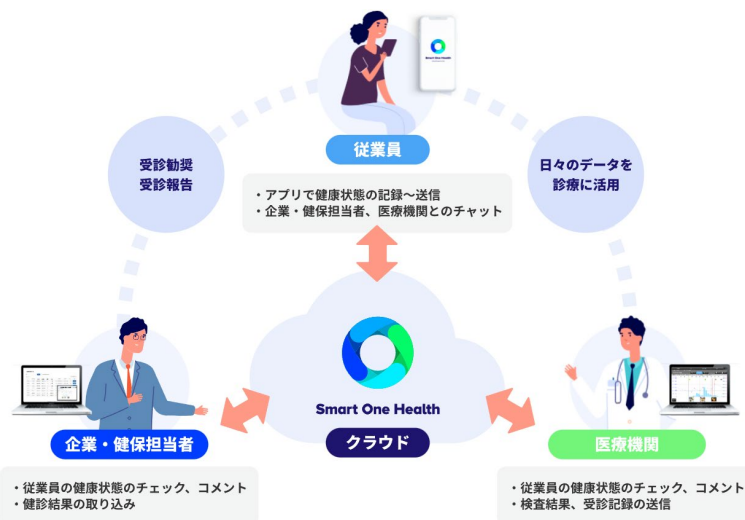 Smart One Health
従業員
受診勧奨
受診報告
日々のデータを
診療に活用
・アプリで健康状態の記録〜送信
・企業・健保担当者、医療機関とのチャット
Smart One Health
クラウド
企業・健保担当者
医療機関
・従業員の健康状態のチェック、コメント
・健診結果の取り込み
・従業員の健康状態のチェック、コメント
・検査結果、受診記録の送信